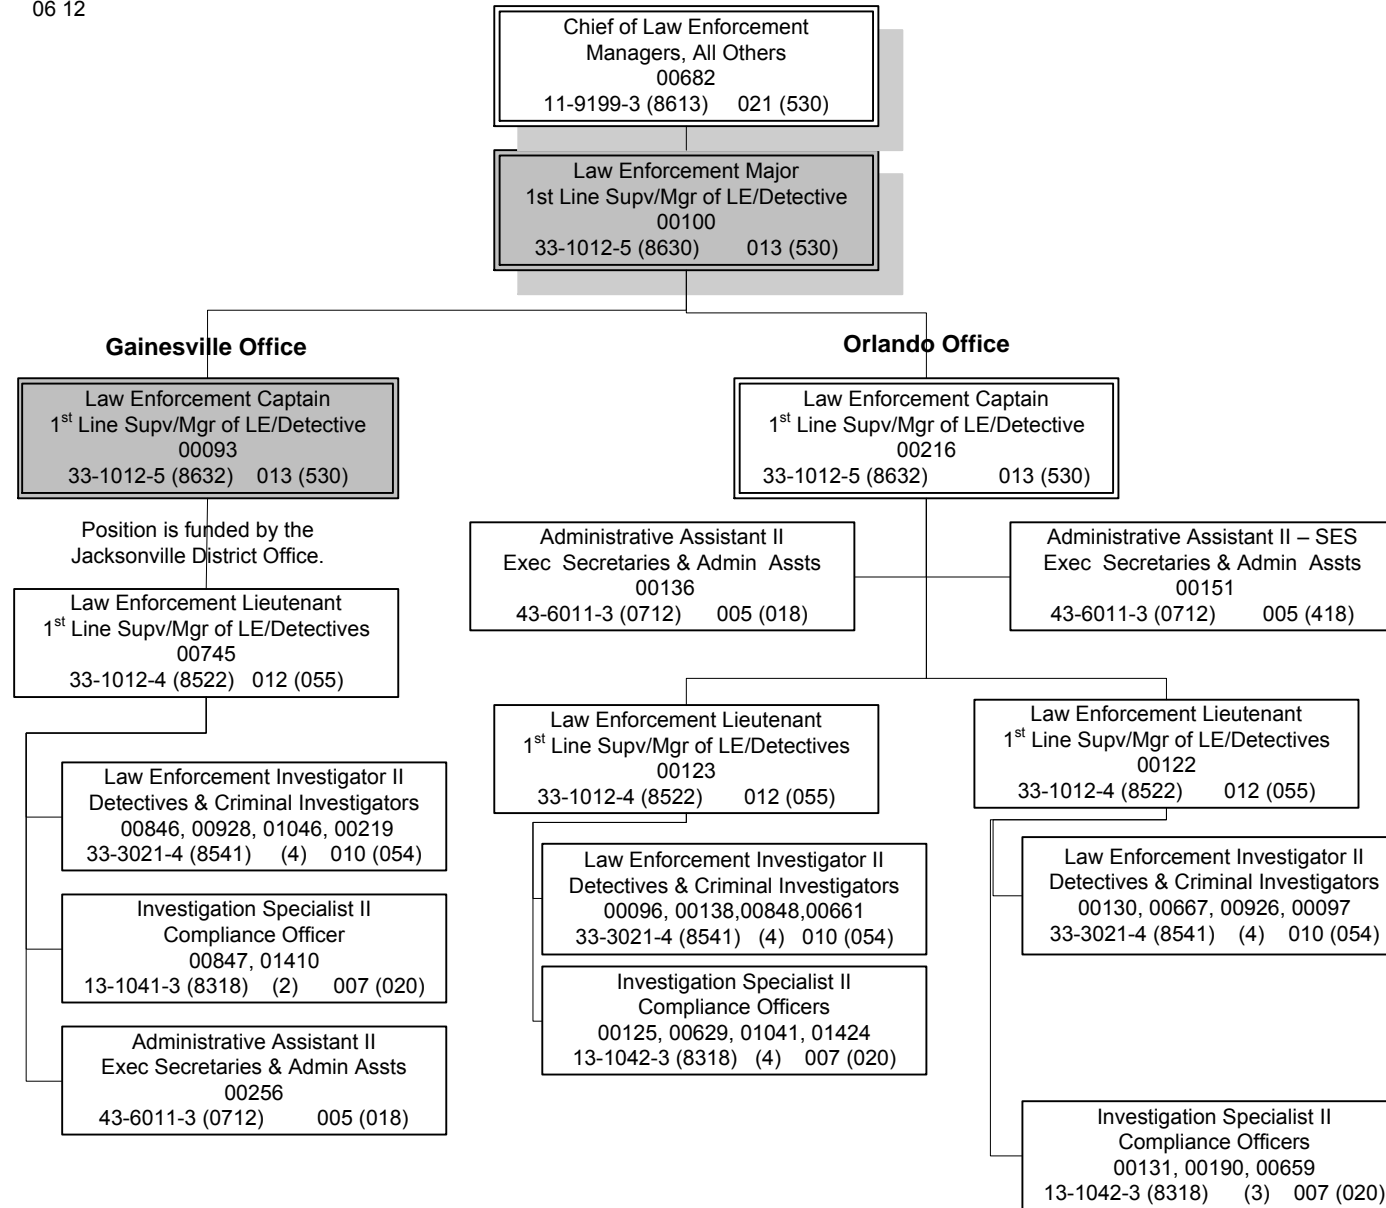 06 12
Chief of Law Enforcement
Managers, All Others
00682
11-9199-3 (8613) 021 (530)
Law Enforcement Major
1st Line Supv/Mgr of LE/Detective
00100
33-1012-5 (8630) 013 (530)
Gainesville Office
Law Enforcement Captain
1st Line Supv/Mgr of LE/Detective
00093
33-1012-5 (8632) 013 (530)
Position is funded by the
Jacksonville District Office.
Law Enforcement Lieutenant
1st Line Supv/Mgr of LE/Detectives
00745
33-1012-4 (8522) 012 (055)
Law Enforcement Investigator II
Detectives & Criminal Investigators
00846, 00928, 01046, 00219
33-3021-4 (8541) (4) 010 (054)
Investigation Specialist II
Compliance Officer
00847, 01410
13-1041-3 (8318) (2) 007 (020)
Administrative Assistant II
Exec Secretaries & Admin Assts
00256
43-6011-3 (0712) 005 (018)
Orlando Office
Law Enforcement Captain
1st Line Supv/Mgr of LE/Detective
00216
33-1012-5 (8632) 013 (530)
Administrative Assistant II
Exec Secretaries & Admin Assts
00136
43-6011-3 (0712) 005 (018)
Administrative Assistant II – SES
Exec Secretaries & Admin Assts
00151
43-6011-3 (0712) 005 (418)
Law Enforcement Lieutenant
1st Line Supv/Mgr of LE/Detectives
00123
33-1012-4 (8522) 012 (055)
Law Enforcement Investigator II
Detectives & Criminal Investigators
00096, 00138,00848,00661
33-3021-4 (8541) (4) 010 (054)
Investigation Specialist II
Compliance Officers
00125, 00629, 01041, 01424
13-1042-3 (8318) (4) 007 (020)
Law Enforcement Lieutenant
1st Line Supv/Mgr of LE/Detectives
00122
33-1012-4 (8522) 012 (055)
Law Enforcement Investigator II
Detectives & Criminal Investigators
00130, 00667, 00926, 00097
33-3021-4 (8541) (4) 010 (054)
Investigation Specialist II
Compliance Officers
00131, 00190, 00659
13-1042-3 (8318) (3) 007 (020)